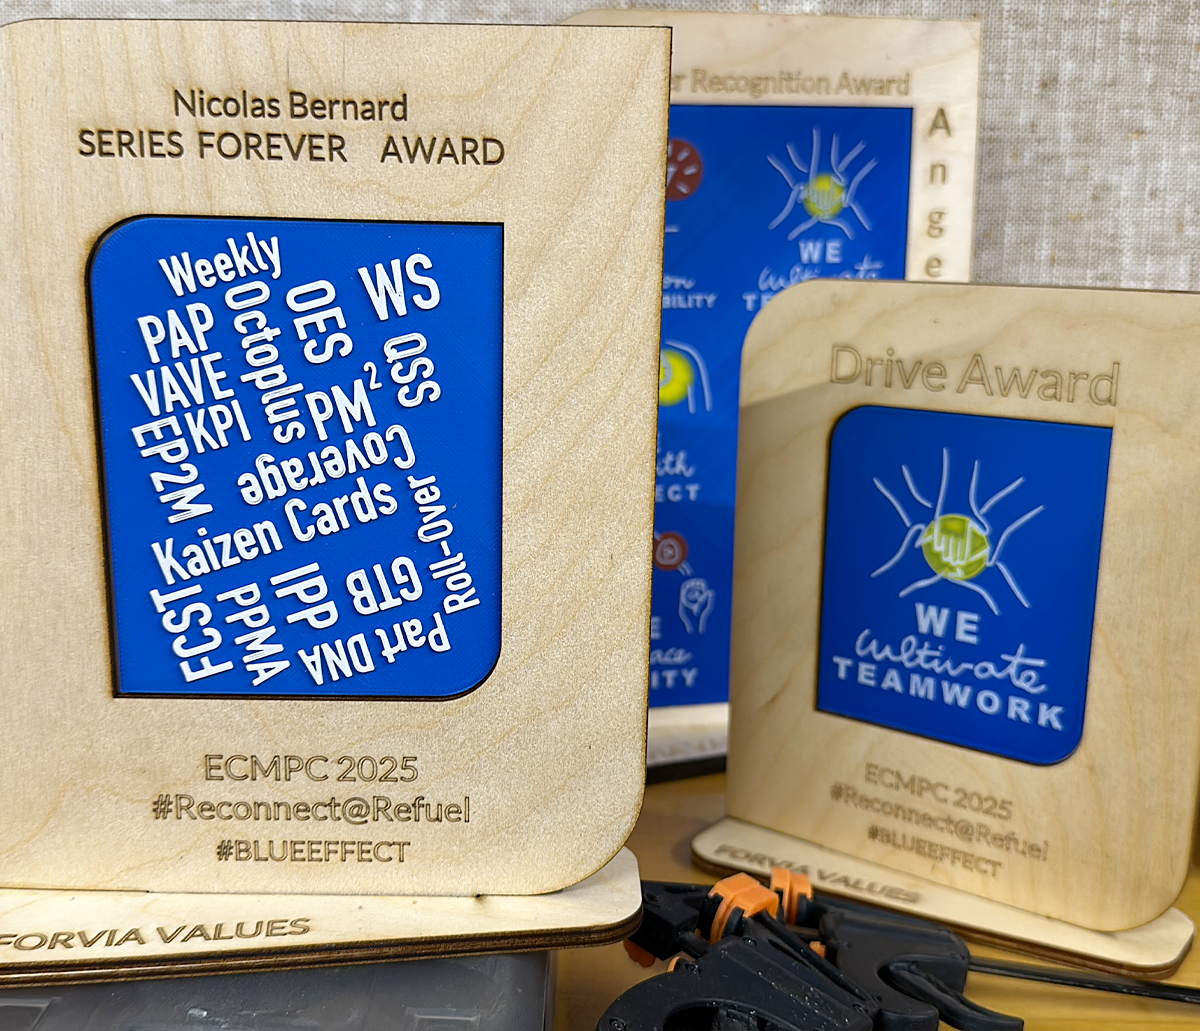 Nicolas Bernard
SERIES FOREVER AWARD
Weekly
WS
PAP
Octoplus
OES
VAVE
SSD
KPI
PM²
EP2M
Coverage
Kaizen Cards
Roll-Over
FCST
PPMVA
IPP
GTB
Part DNA
ECMPC 2025
#Reconnect@Refuel
#BLUEEFFECT
FORVIA VALUES
Recognition Award
Ange
WE
Cultivate
Drive Award
WE
Cultivate
TEAMWORK
ECMPC 2025
#Reconnect@Refuel
#BLUEEFFECT
FORVIA VALUES